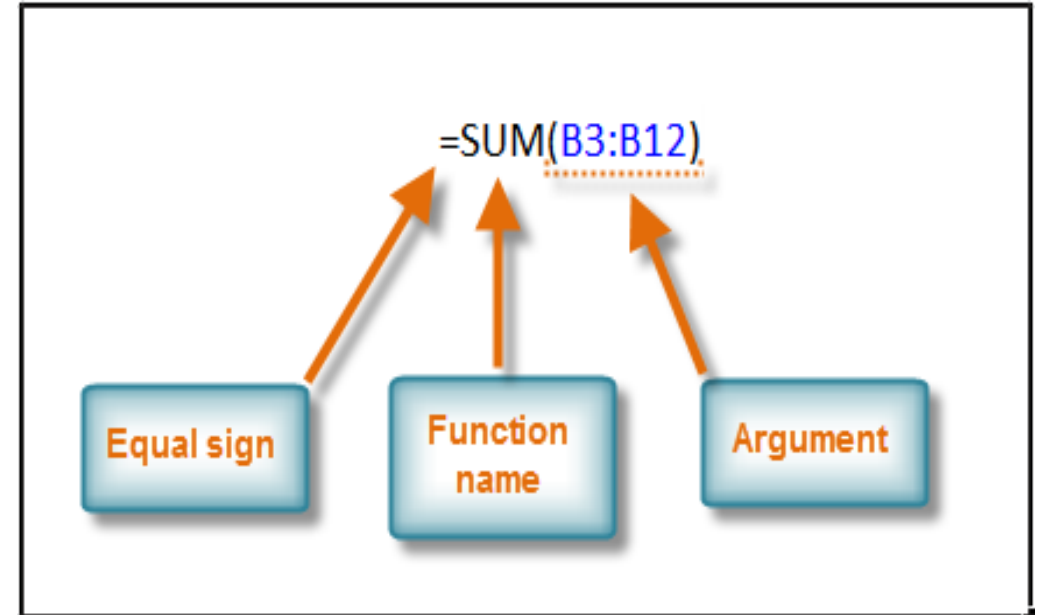 =SUM(B3:B12)
Equal sign
Function
name
Argument